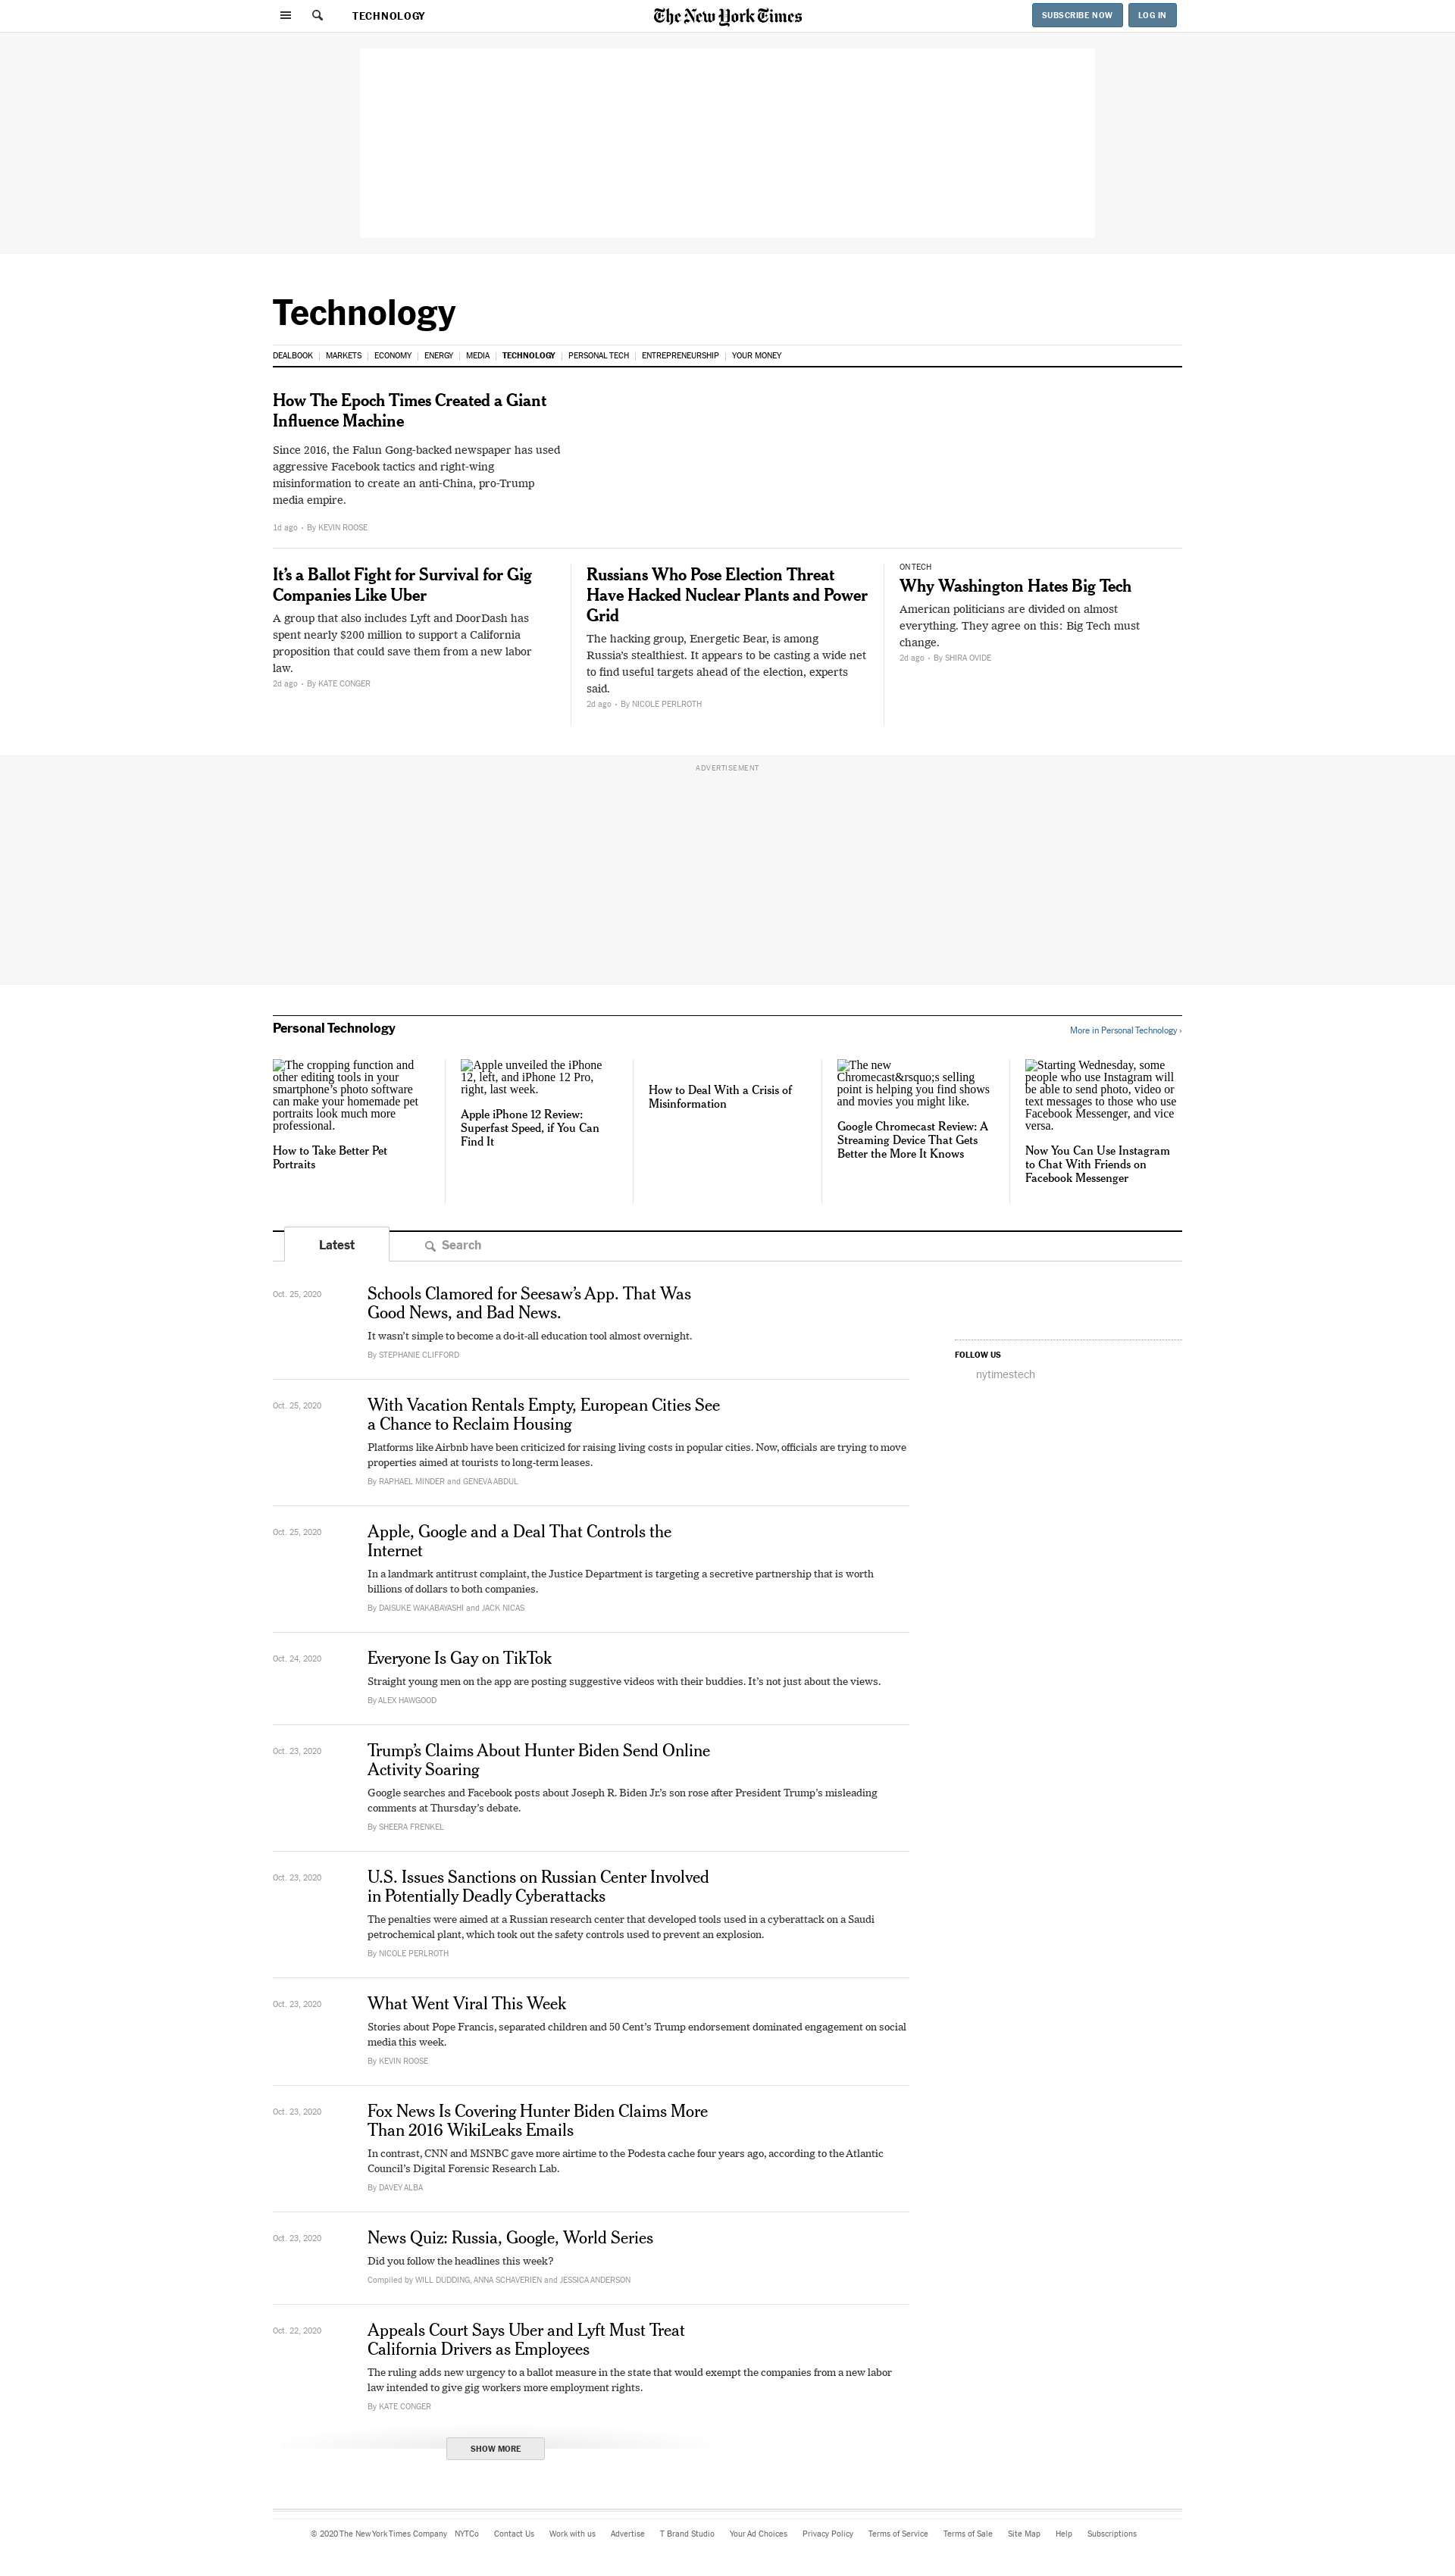 TECHNOLOGY
The New York Times
SUBSCRIBE NOW
LOG IN
Technology
DEALBOOK
MARKETS
ECONOMY
ENERGY
MEDIA
TECHNOLOGY
PERSONAL TECH
ENTREPRENEURSHIP
YOUR MONEY
How The Epoch Times Created a Giant
Influence Machine
Since 2016, the Falun Gong-backed newspaper has used
aggressive Facebook tactics and right-wing
misinformation to create an anti-China, pro-Trump
media empire.
1d ago • By KEVIN ROOSE
It’s a Ballot Fight for Survival for Gig
Companies Like Uber
A group that also includes Lyft and DoorDash has
spent nearly $200 million to support a California
proposition that could save them from a new labor
law.
2d ago • By KATE CONGER
Russians Who Pose Election Threat
Have Hacked Nuclear Plants and Power
Grid
The hacking group, Energetic Bear, is among
Russia’s stealthiest. It appears to be casting a wide net
to find useful targets ahead of the election, experts
said.
2d ago • By NICOLE PERLROTH
ON TECH
Why Washington Hates Big Tech
American politicians are divided on almost
everything. They agree on this: Big Tech must
change.
2d ago • By SHIRA OVIDE
ADVERTISEMENT
Personal Technology
More in Personal Technology ›
The cropping function and
other editing tools in your
smartphone’s photo software
can make your homemade pet
portraits look much more
professional.
How to Take Better Pet
Portraits
Apple unveiled the iPhone
12, left, and iPhone 12 Pro,
right, last week.
Apple iPhone 12 Review:
Superfast Speed, if You Can
Find It
How to Deal With a Crisis of
Misinformation
The new
Chromecast&rsquo;s selling
point is helping you find shows
and movies you might like.
Google Chromecast Review: A
Streaming Device That Gets
Better the More It Knows
Starting Wednesday, some
people who use Instagram will
be able to send photo, video or
text messages to those who use
Facebook Messenger, and vice
versa.
Now You Can Use Instagram
to Chat With Friends on
Facebook Messenger
Latest
Search
Oct. 25, 2020
Schools Clamored for Seesaw’s App. That Was
Good News, and Bad News.
It wasn’t simple to become a do-it-all education tool almost overnight.
By STEPHANIE CLIFFORD
FOLLOW US
nytimestech
Oct. 25, 2020
With Vacation Rentals Empty, European Cities See
a Chance to Reclaim Housing
Platforms like Airbnb have been criticized for raising living costs in popular cities. Now, officials are trying to move
properties aimed at tourists to long-term leases.
By RAPHAEL MINDER and GENEVA ABDUL
Oct. 25, 2020
Apple, Google and a Deal That Controls the
Internet
In a landmark antitrust complaint, the Justice Department is targeting a secretive partnership that is worth
billions of dollars to both companies.
By DAISUKE WAKABAYASHI and JACK NICAS
Oct. 24, 2020
Everyone Is Gay on TikTok
Straight young men on the app are posting suggestive videos with their buddies. It’s not just about the views.
By ALEX HAWGOOD
Oct. 23, 2020
Trump’s Claims About Hunter Biden Send Online
Activity Soaring
Google searches and Facebook posts about Joseph R. Biden Jr.’s son rose after President Trump’s misleading
comments at Thursday’s debate.
By SHEERA FRENKEL
Oct. 23, 2020
U.S. Issues Sanctions on Russian Center Involved
in Potentially Deadly Cyberattacks
The penalties were aimed at a Russian research center that developed tools used in a cyberattack on a Saudi
petrochemical plant, which took out the safety controls used to prevent an explosion.
By NICOLE PERLROTH
Oct. 23, 2020
What Went Viral This Week
Stories about Pope Francis, separated children and 50 Cent’s Trump endorsement dominated engagement on social
media this week.
By KEVIN ROOSE
Oct. 23, 2020
Fox News Is Covering Hunter Biden Claims More
Than 2016 WikiLeaks Emails
In contrast, CNN and MSNBC gave more airtime to the Podesta cache four years ago, according to the Atlantic
Council’s Digital Forensic Research Lab.
By DAVEY ALBA
Oct. 23, 2020
News Quiz: Russia, Google, World Series
Did you follow the headlines this week?
Compiled by WILL DUDDING, ANNA SCHAVERIEN and JESSICA ANDERSON
Oct. 22, 2020
Appeals Court Says Uber and Lyft Must Treat
California Drivers as Employees
The ruling adds new urgency to a ballot measure in the state that would exempt the companies from a new labor
law intended to give gig workers more employment rights.
By KATE CONGER
SHOW MORE
© 2020 The New York Times Company
NYTCo
Contact Us
Work with us
Advertise
T Brand Studio
Your Ad Choices
Privacy Policy
Terms of Service
Terms of Sale
Site Map
Help
Subscriptions